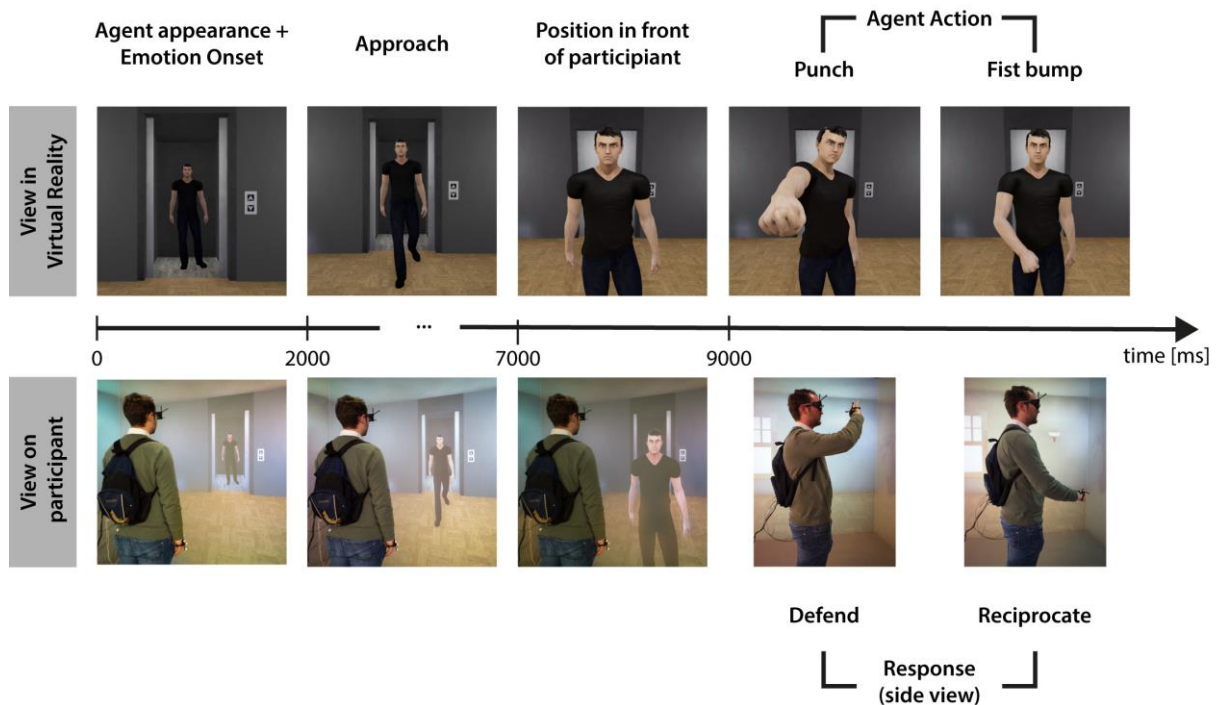 Agent appearance +
Emotion Onset
Approach
Position in front
of participiant
Agent Action
Punch
Fist bump
View in
Virtual Reality
...
0
2000
7000
9000
time [ms]
View on
participant
Defend
Reciprocate
Response
(side view)